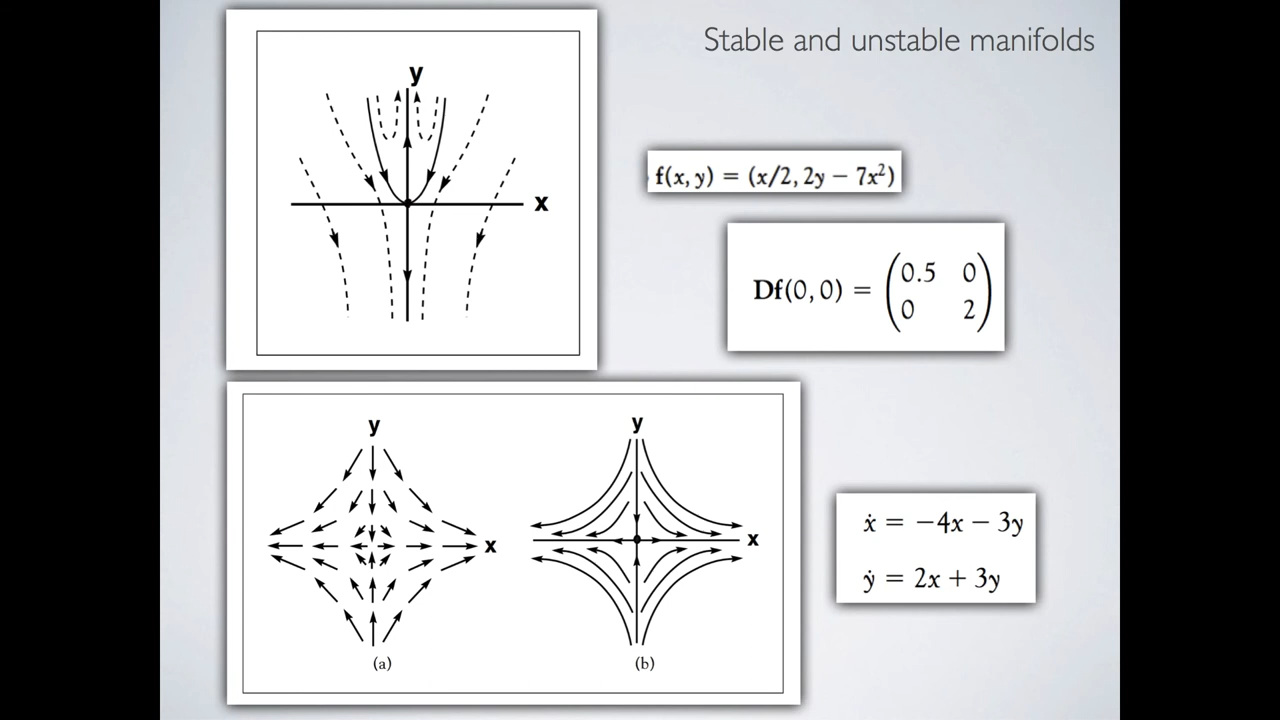 Stable and unstable manifolds
y
x
f(x, y) = (x/2, 2y − 7x²)
Df(0, 0) = (0.5 0
0 2)
y
x
(a)
y
x
(b)
ẋ = −4x − 3y
ẏ = 2x + 3y